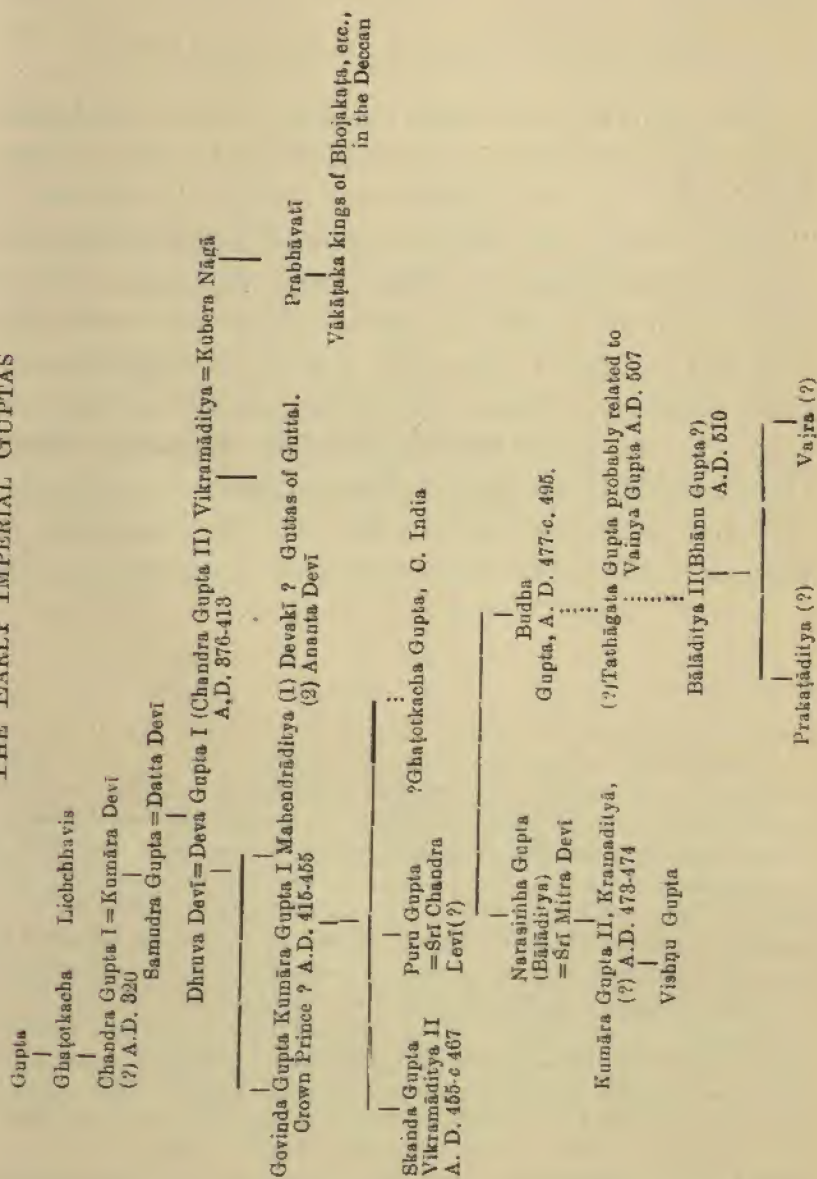 THE EARLY IMPERIAL GUPTAS
Gupta
Ghaṭotkacha Lichchhavis
Chandra Gupta I = Kumāra Devī
(?) A.D. 320
Samudra Gupta = Datta Devī
Dhruva Devī = Deva Gupta I (Chandra Gupta II) Vikramāditya = Kubera Nāgā
A.D. 376-413
Govinda Gupta Kumāra Gupta I Mahendrāditya (1) Devakī ? Guttas of Guttal.
Crown Prince ? A.D. 415-455
(2) Ananta Devī
Prabhāvatī
Vākāṭaka kings of Bhojakaṭa, etc.,
in the Deccan
Skanda Gupta
Vikramāditya II
A. D. 455-c 467
Puru Gupta
= Srī Chandra
Devī (?)
?Ghaṭotkacha Gupta, C. India
Narasiṁha Gupta
(Bālāditya)
= Srī Mitra Devī
Budha
Gupta, A. D. 477-c. 495.
Kumāra Gupta II, Kramaditya,
(?) A.D. 473-474
Vishṇu Gupta
(?)Tathāgata Gupta probably related to
Vainya Gupta A.D. 507
Bālāditya II (Bhānu Gupta ?)
A.D. 510
Prakaṭāditya (?)
Vajra (?)